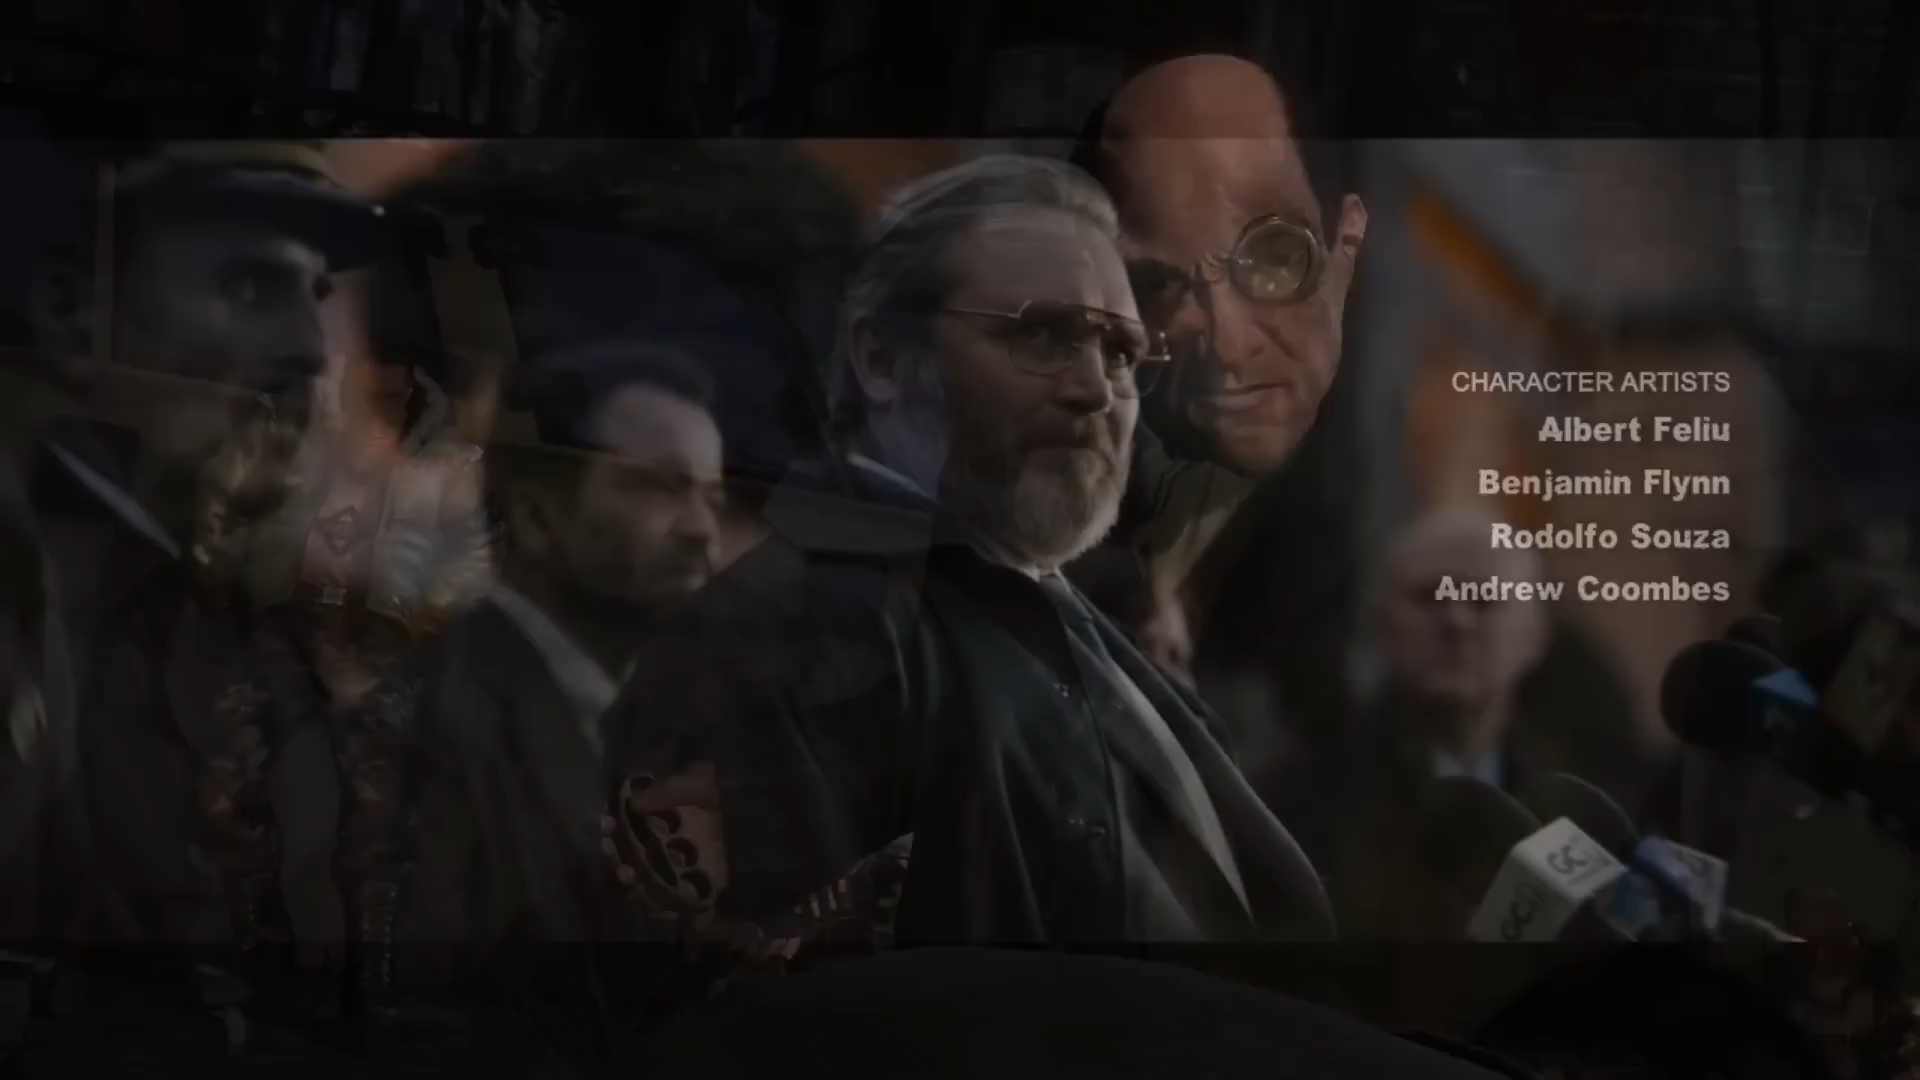 CHARACTER ARTISTS
Albert Feliu
Benjamin Flynn
Rodolfo Souza
Andrew Coombes